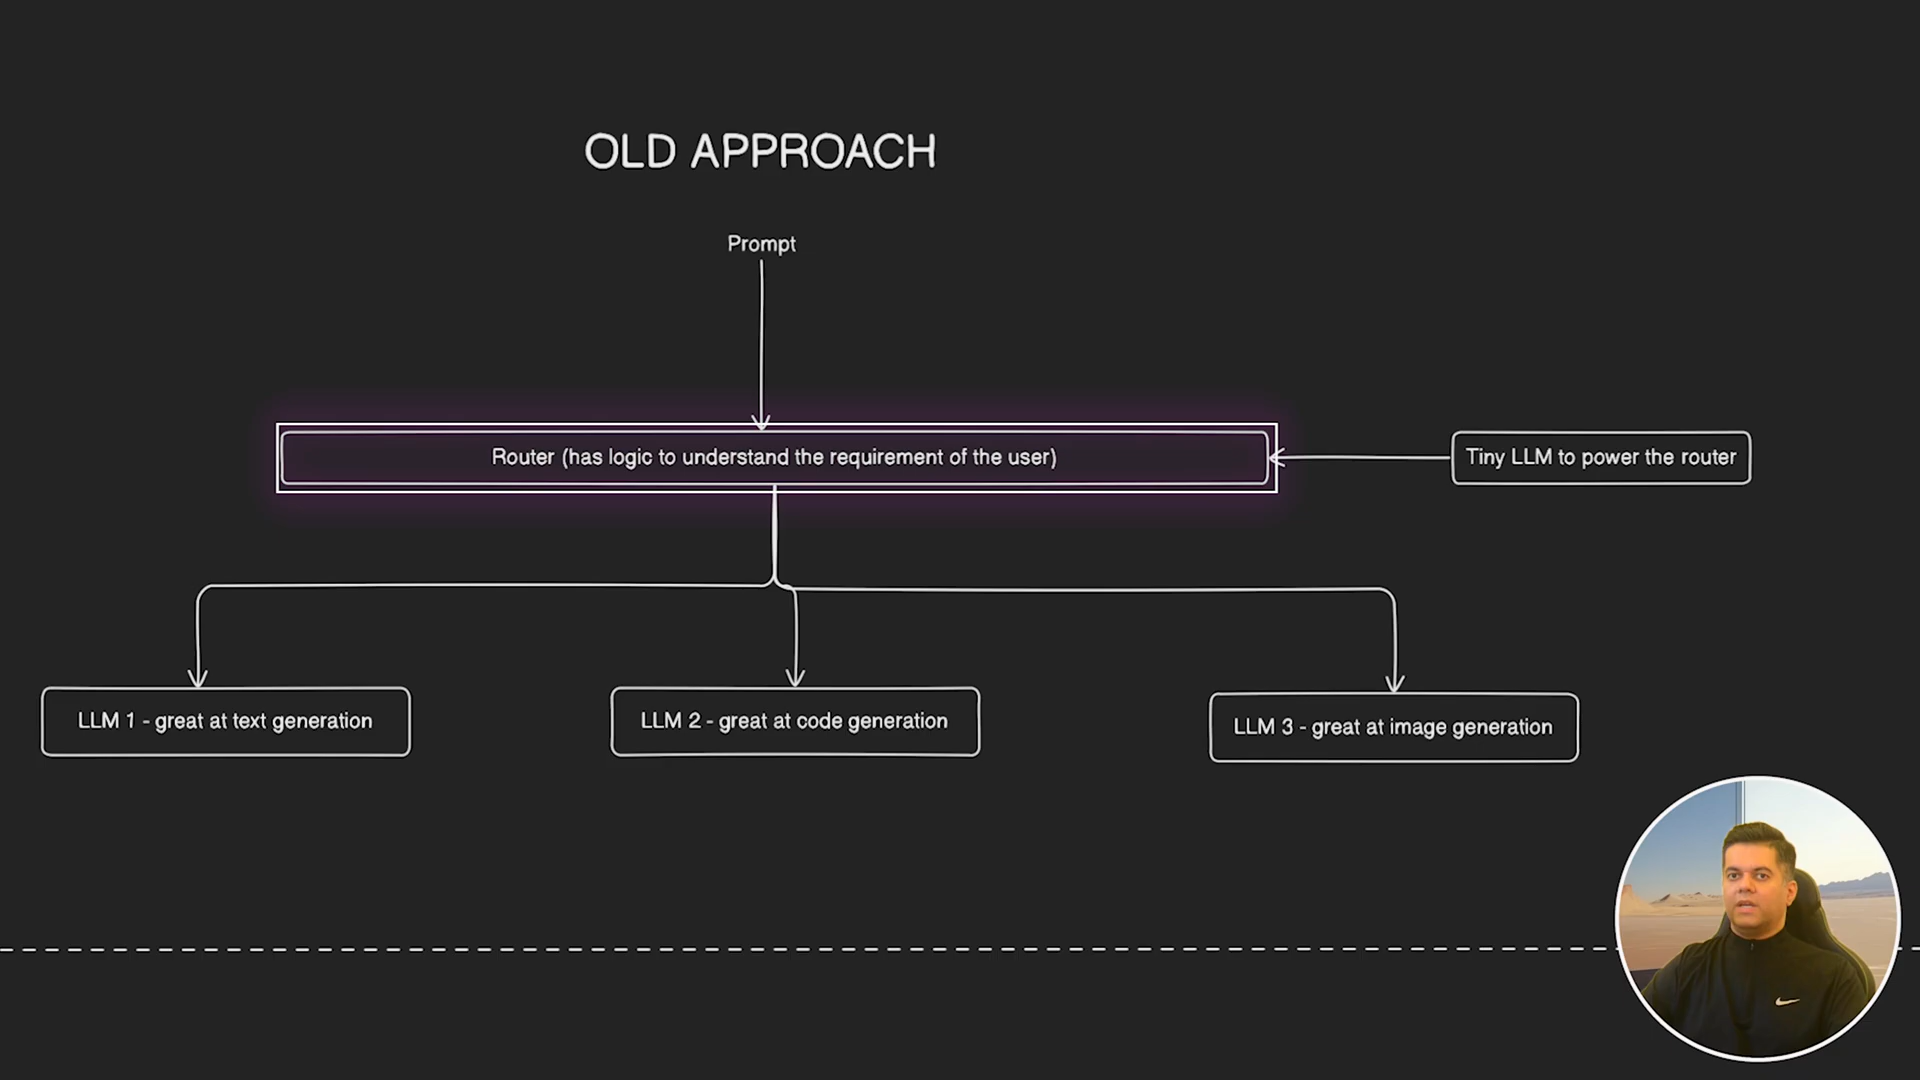 OLD APPROACH
Prompt
Router (has logic to understand the requirement of the user)
Tiny LLM to power the router
LLM 1 - great at text generation
LLM 2 - great at code generation
LLM 3 - great at image generation